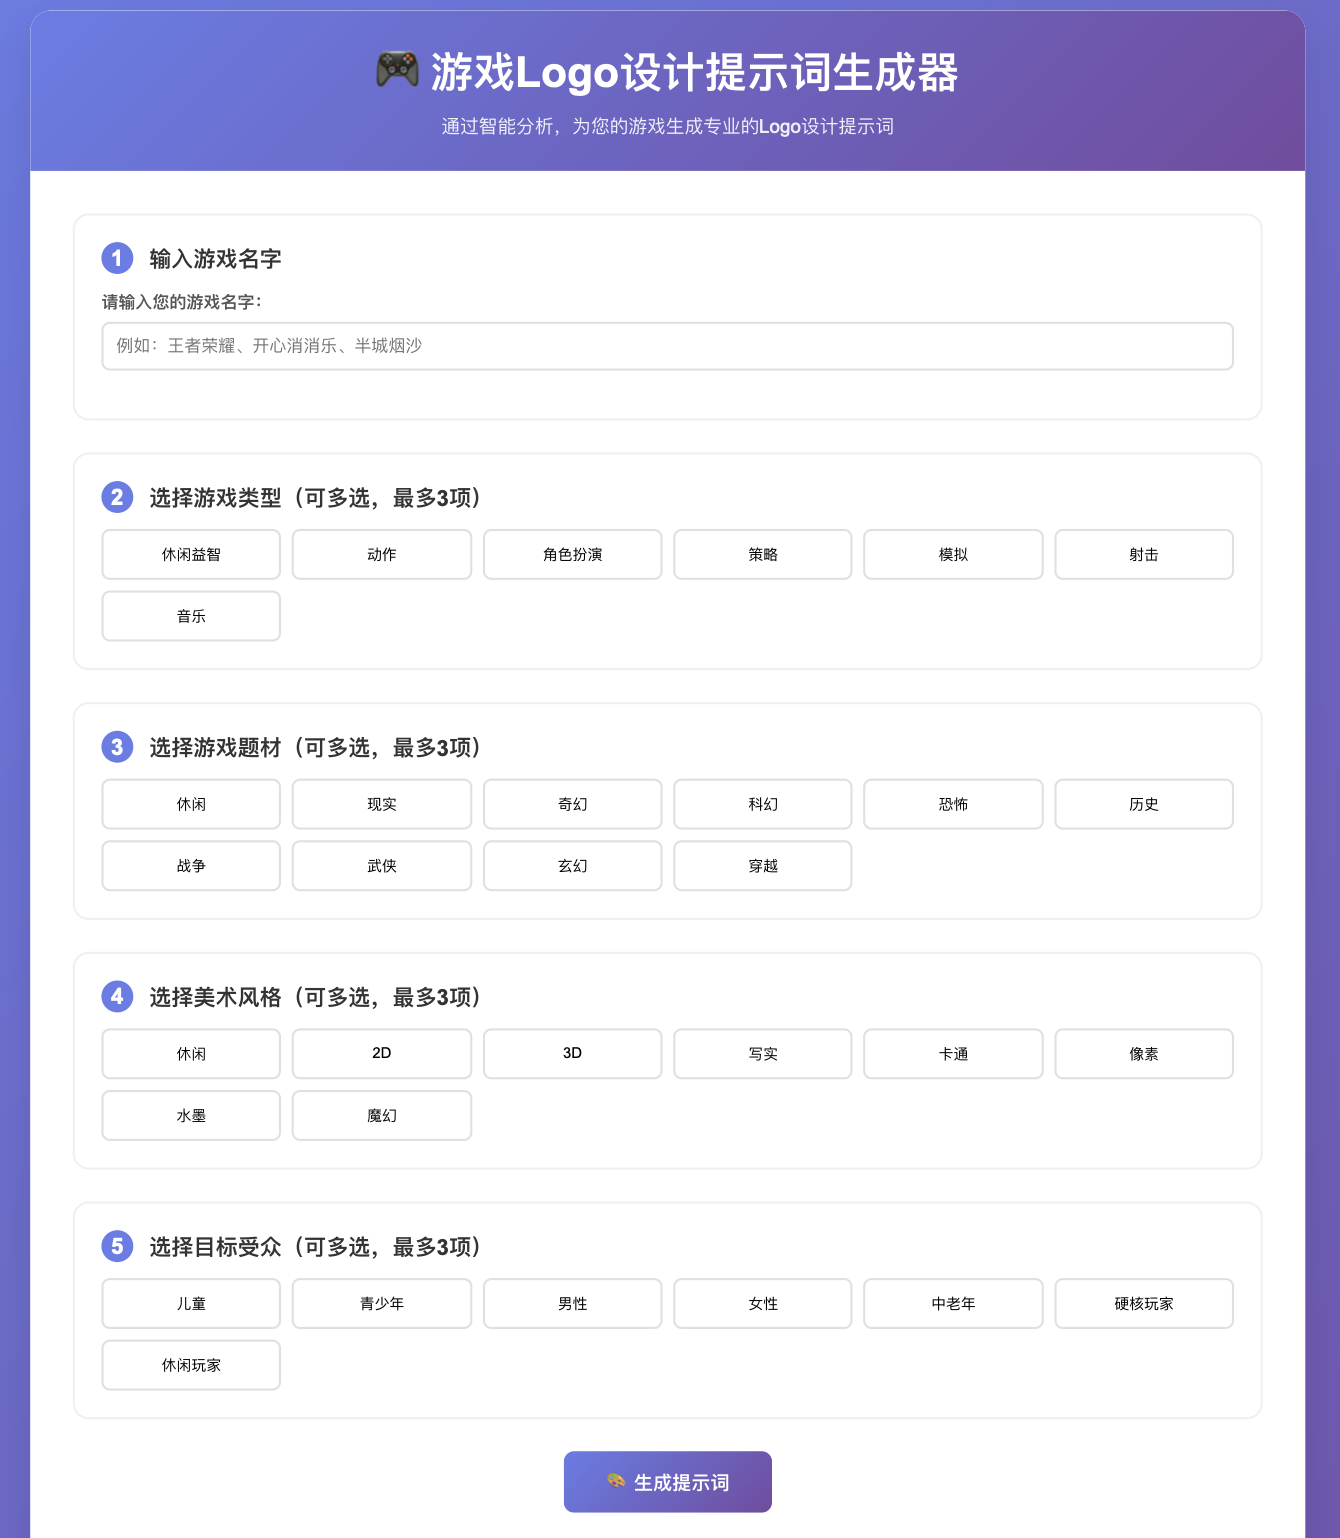 游戏Logo设计提示词生成器
通过智能分析，为您的游戏生成专业的Logo设计提示词
1 输入游戏名字
请输入您的游戏名字：
例如：王者荣耀、开心消消乐、半城烟沙
2 选择游戏类型（可多选，最多3项）
休闲益智 动作 角色扮演 策略 模拟 射击
音乐
3 选择游戏题材（可多选，最多3项）
休闲 现实 奇幻 科幻 恐怖 历史
战争 武侠 玄幻 穿越
4 选择美术风格（可多选，最多3项）
休闲 2D 3D 写实 卡通 像素
水墨 魔幻
5 选择目标受众（可多选，最多3项）
儿童 青少年 男性 女性 中老年 硬核玩家
休闲玩家
生成提示词